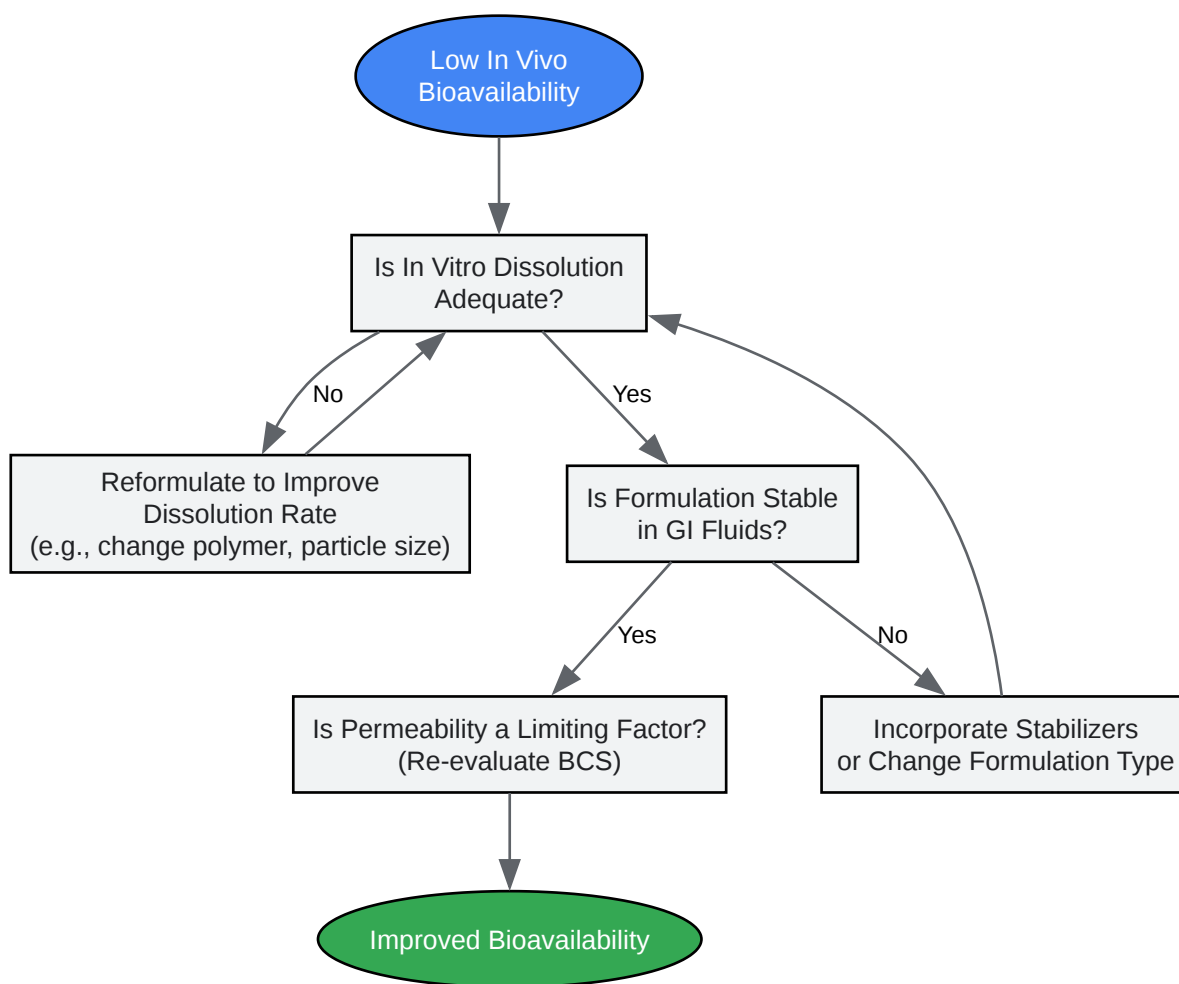 Low In Vivo
Bioavailability
Is In Vitro Dissolution
Adequate?
No
Yes
Reformulate to Improve
Dissolution Rate
(e.g., change polymer, particle size)
Is Formulation Stable
in GI Fluids?
Yes
No
Is Permeability a Limiting Factor?
(Re-evaluate BCS)
Incorporate Stabilizers
or Change Formulation Type
Improved Bioavailability